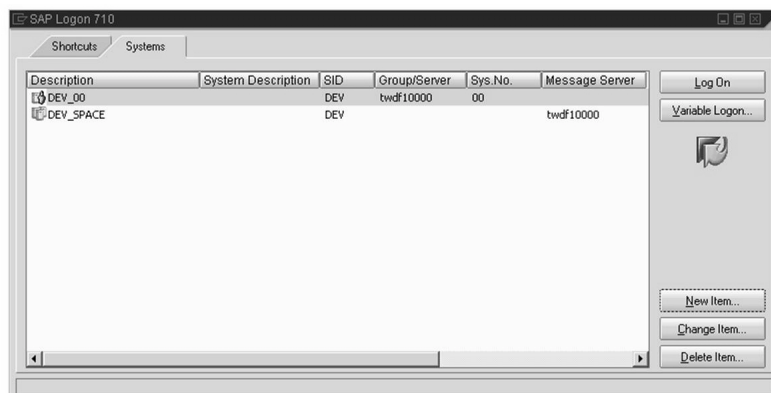 SAP Logon 710
Shortcuts Systems
Description System Description SID Group/Server Sys.No. Message Server Log On
DEV_00 DEV twdf10000 00
DEV_SPACE DEV twdf10000 Variable Logon...
New Item...
Change Item...
Delete Item...